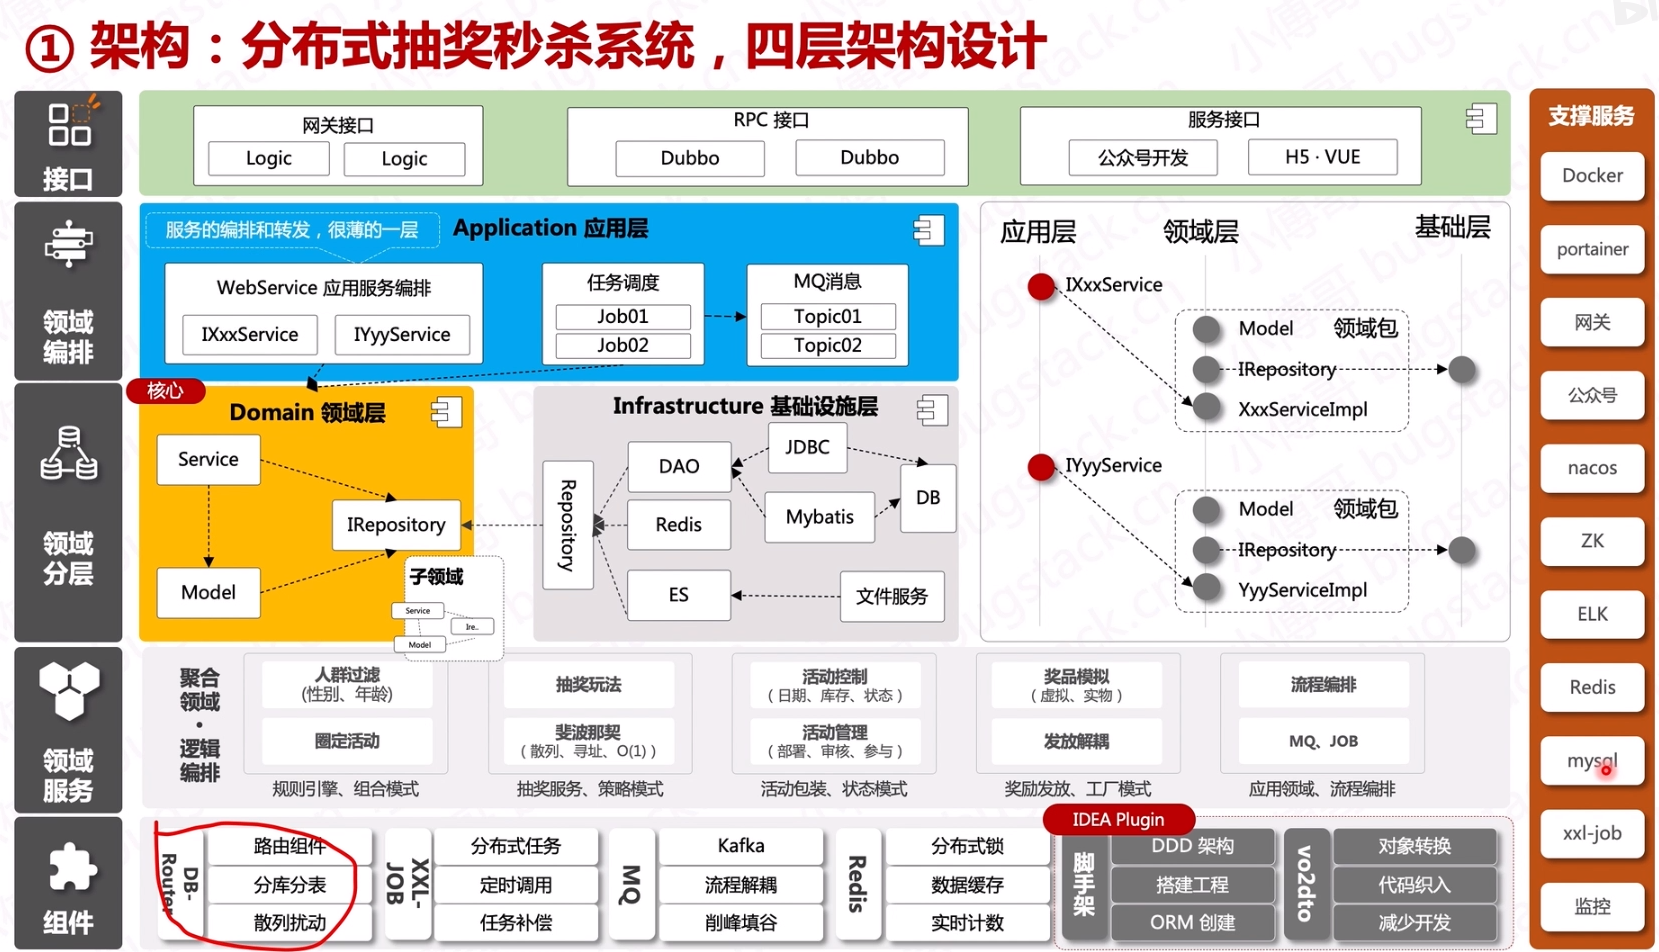 ① 架构：分布式抽奖秒杀系统，四层架构设计
接口
网关接口
Logic
Logic
RPC 接口
Dubbo
Dubbo
服务接口
公众号开发
H5 · VUE
领域
编排
服务的编排和转发，很薄的一层
Application 应用层
WebService 应用服务编排
IXxxService
IYyyService
任务调度
Job01
Job02
MQ消息
Topic01
Topic02
领域
分层
核心
Domain 领域层
Service
IRepository
Model
子领域
Service
Ire..
Model
Infrastructure 基础设施层
Repository
DAO
Redis
ES
JDBC
Mybatis
DB
文件服务
应用层
领域层
基础层
IXxxService
Model
领域包
IRepository
XxxServiceImpl
IYyyService
Model
领域包
IRepository
YyyServiceImpl
领域
服务
聚合
领域
·
逻辑
编排
人群过滤
(性别、年龄)
圈定活动
规则引擎、组合模式
抽奖玩法
斐波那契
（散列、寻址、O(1)）
抽奖服务、策略模式
活动控制
（日期、库存、状态）
活动管理
（部署、审核、参与）
活动包装、状态模式
奖品模拟
（虚拟、实物）
发放解耦
奖励发放、工厂模式
流程编排
MQ、JOB
应用领域、流程编排
组件
DB-
Router
路由组件
分库分表
散列扰动
XXL-
JOB
分布式任务
定时调用
任务补偿
MQ
Kafka
流程解耦
削峰填谷
Redis
分布式锁
数据缓存
实时计数
IDEA Plugin
脚手架
DDD 架构
搭建工程
ORM 创建
vo2dto
对象转换
代码织入
减少开发
支撑服务
Docker
portainer
网关
公众号
nacos
ZK
ELK
Redis
mysql
xxl-job
监控
小傅哥 bugstack.cn